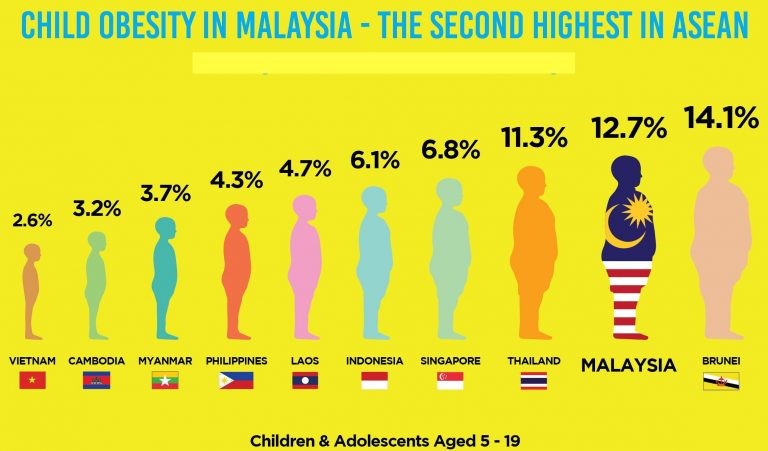 CHILD OBESITY IN MALAYSIA - THE SECOND HIGHEST IN ASEAN
2.6%
3.2%
3.7%
4.3%
4.7%
6.1%
6.8%
11.3%
12.7%
14.1%
VIETNAM
CAMBODIA
MYANMAR
PHILIPPINES
LAOS
INDONESIA
SINGAPORE
THAILAND
MALAYSIA
BRUNEI
Children & Adolescents Aged 5 - 19